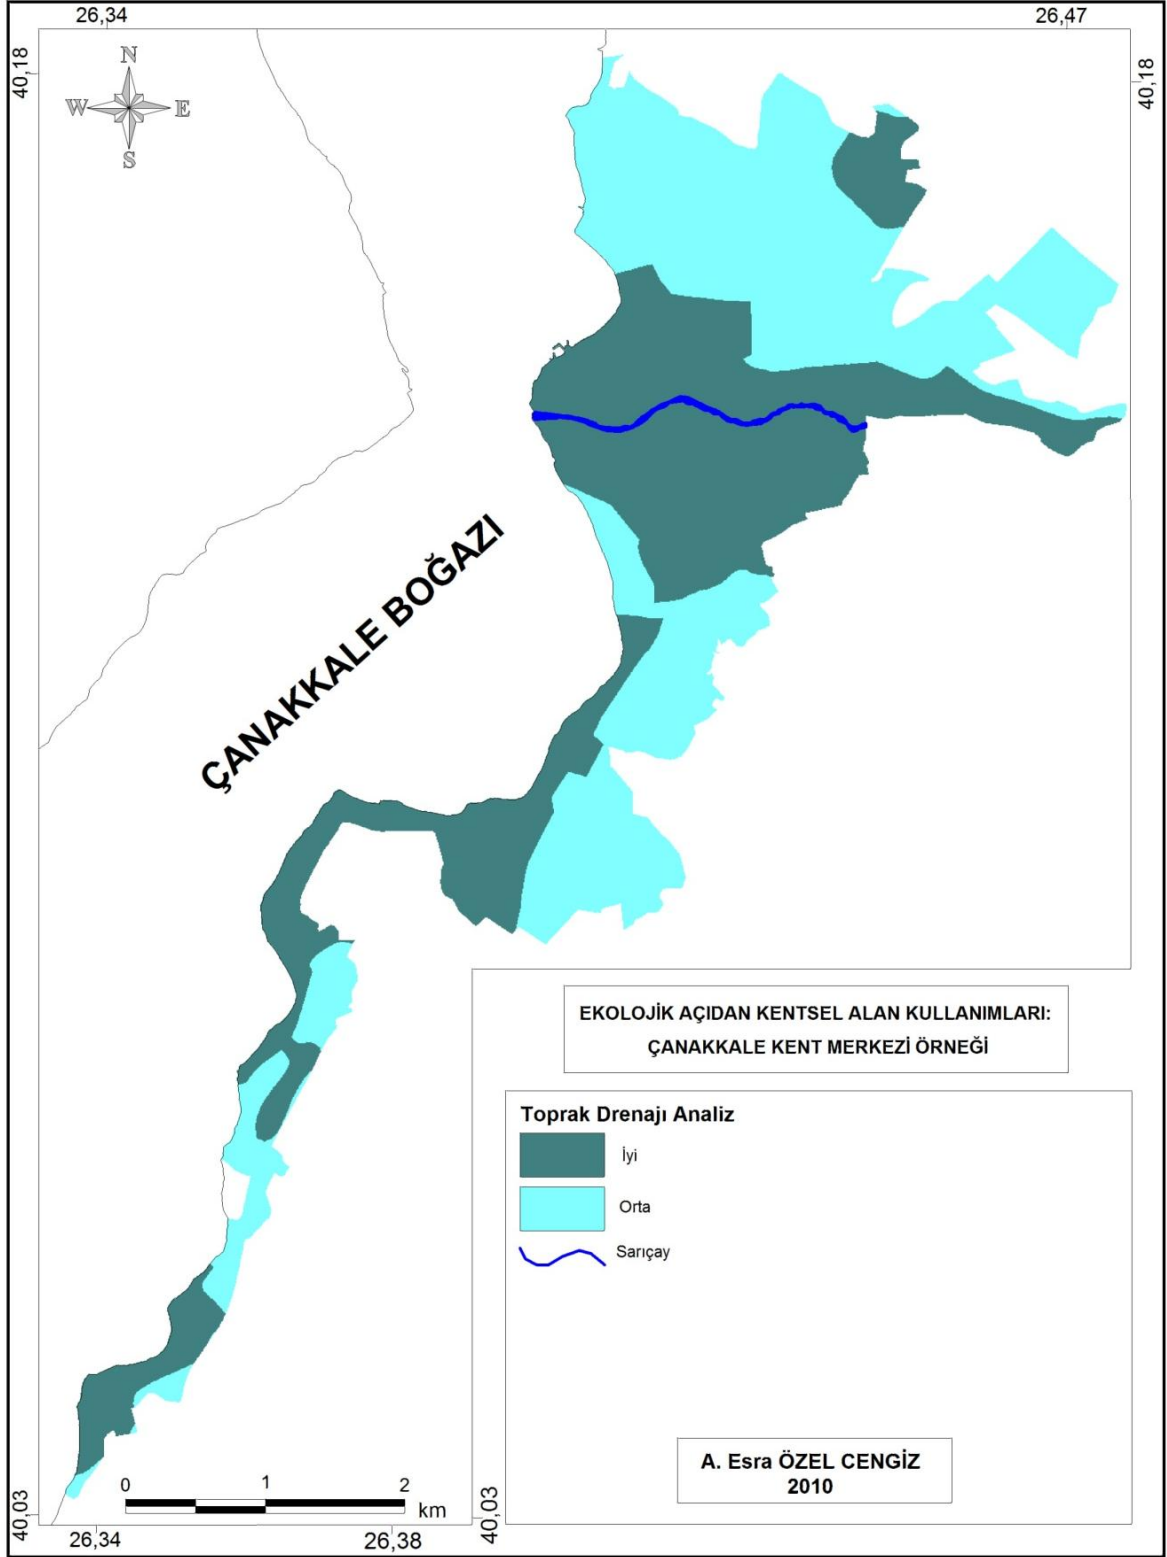 26,34
26,47
40,18
40,18
N
W
E
S
ÇANAKKALE BOĞAZI
EKOLOJİK AÇIDAN KENTSEL ALAN KULLANIMLARI:
ÇANAKKALE KENT MERKEZİ ÖRNEĞİ
Toprak Drenajı Analiz
İyi
Orta
Sarıçay
A. Esra ÖZEL CENGİZ
2010
0
1
2
km
40,03
40,03
26,34
26,38